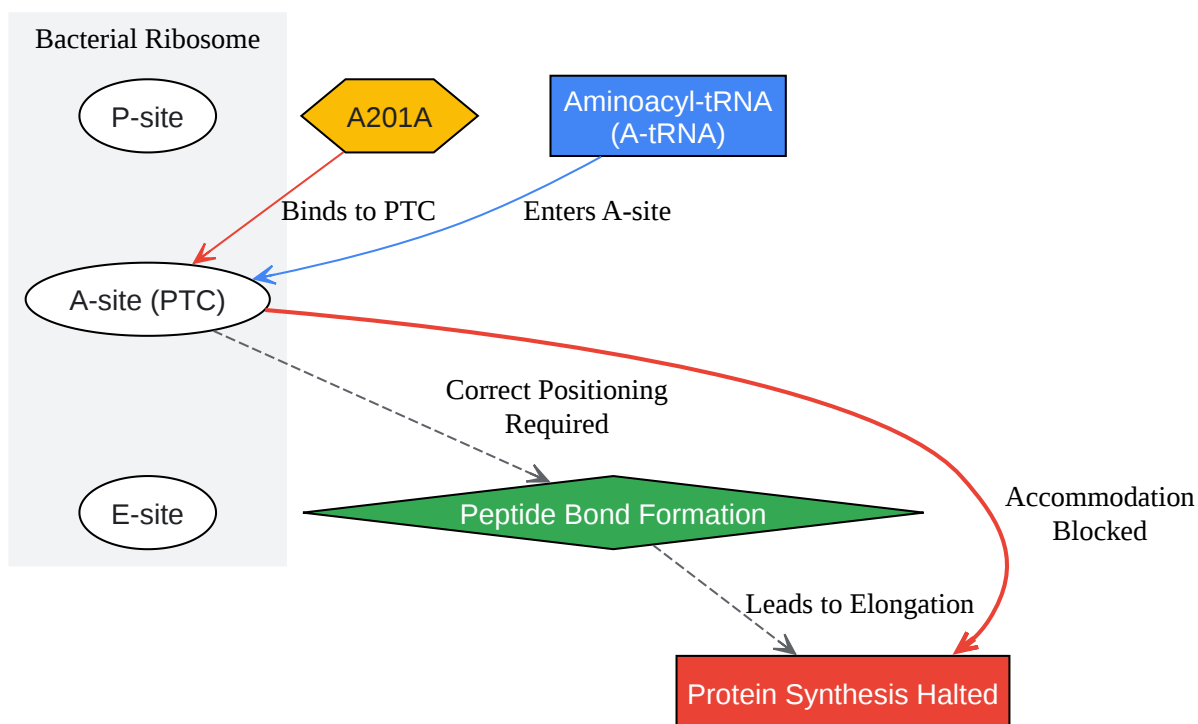 Bacterial Ribosome
P-site
A201A
Aminoacyl-tRNA
(A-tRNA)
Binds to PTC
Enters A-site
A-site (PTC)
Correct Positioning
Required
E-site
Peptide Bond Formation
Accommodation
Blocked
Leads to Elongation
Protein Synthesis Halted